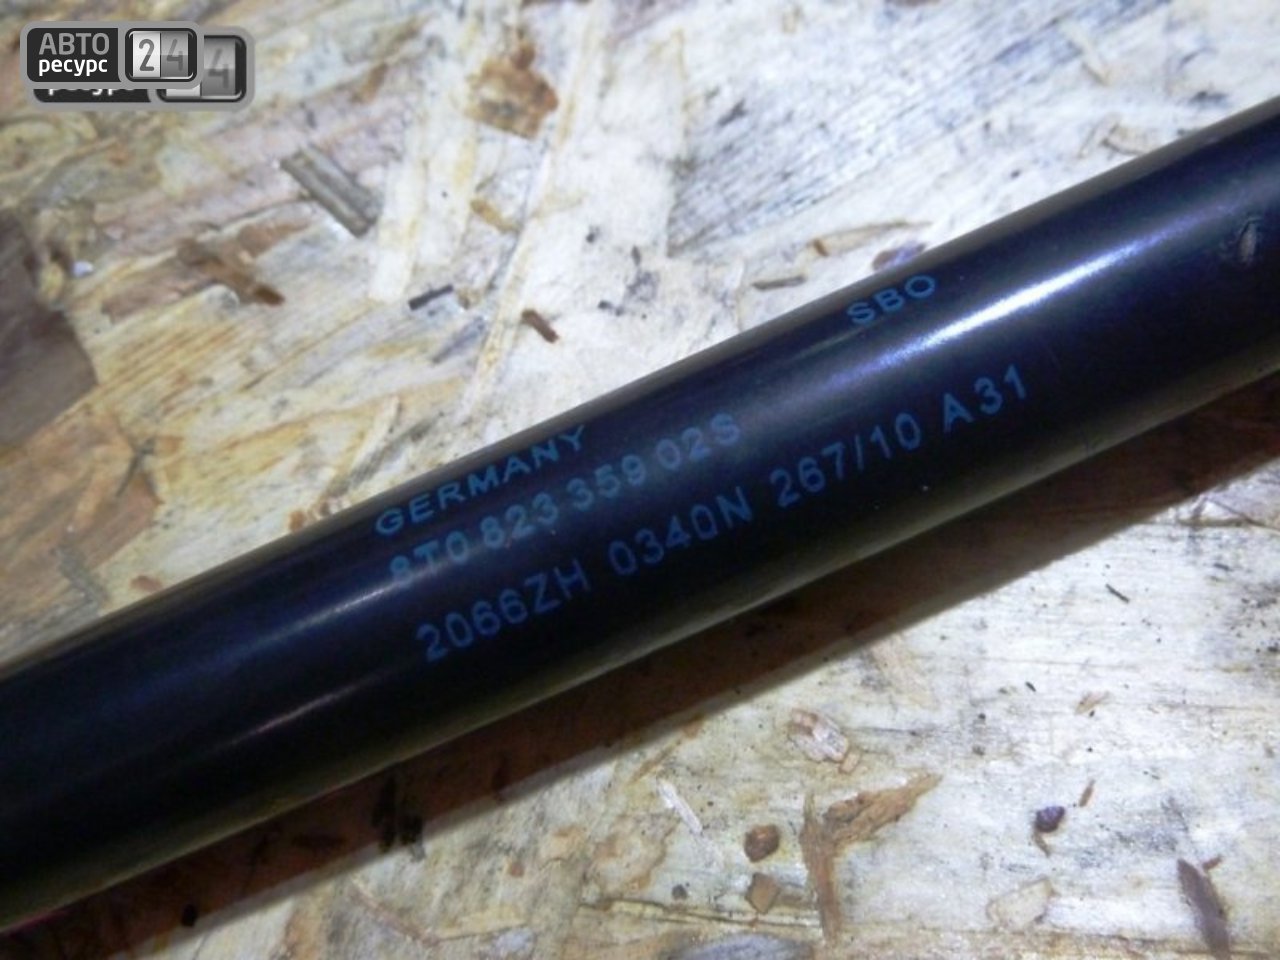 АВТО
ресурс 24
SBO
GERMANY
8T0 823 359 02S
2066ZH 0340N 267/10 A31